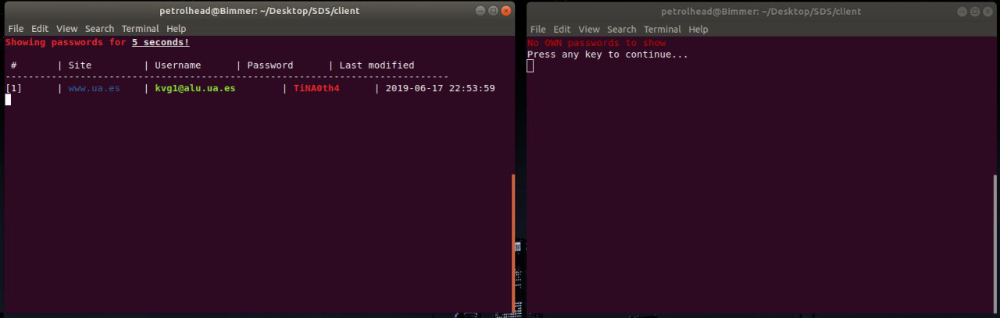 petrolhead@Bimmer: ~/Desktop/SDS/client
File Edit View Search Terminal Help
Showing passwords for 5 seconds!
# | Site | Username | Password | Last modified
-----------------------------------------------------------------------------
[1] | www.ua.es | kvg1@alu.ua.es | TiNA0th4 | 2019-06-17 22:53:59
petrolhead@Bimmer: ~/Desktop/SDS/client
File Edit View Search Terminal Help
No OWN passwords to show
Press any key to continue...